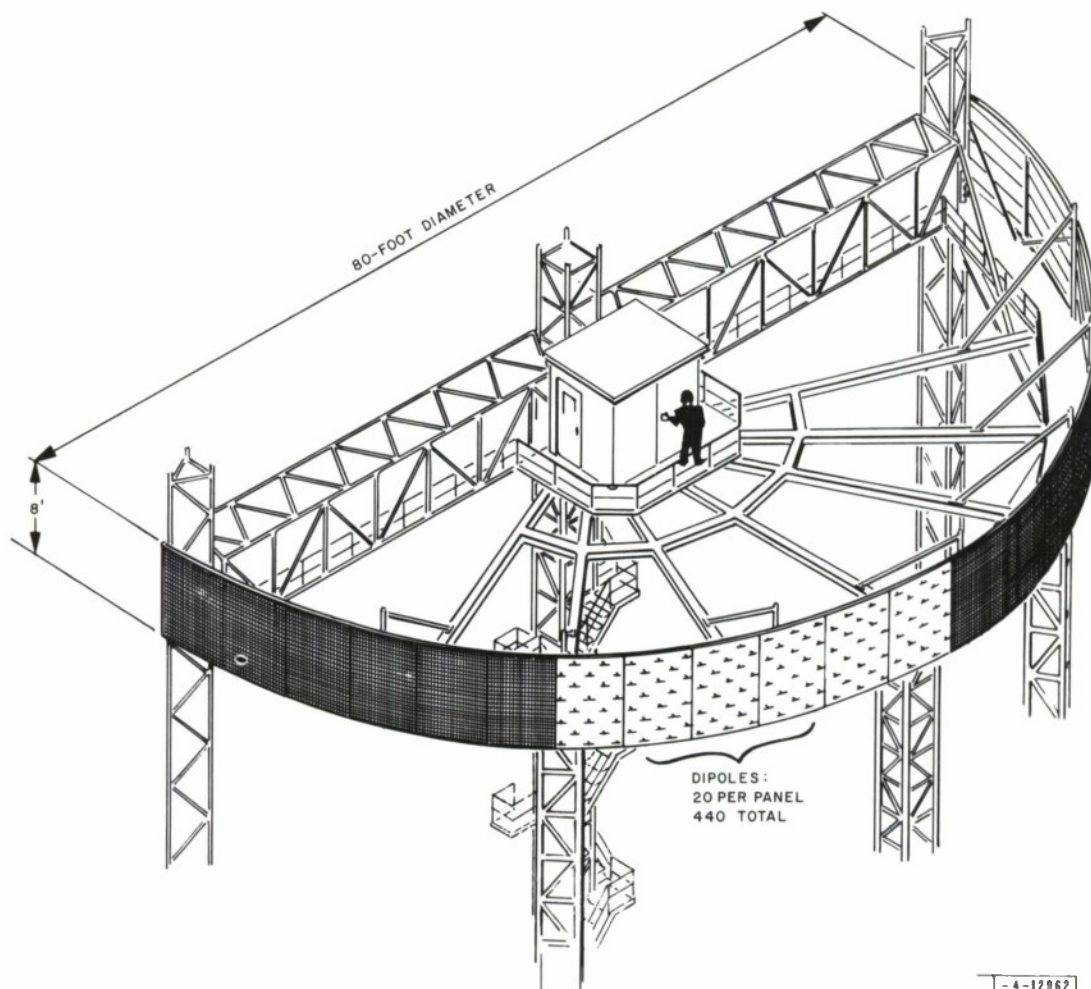 80-FOOT DIAMETER
8'
DIPOLES:
20 PER PANEL
440 TOTAL
-4-12962